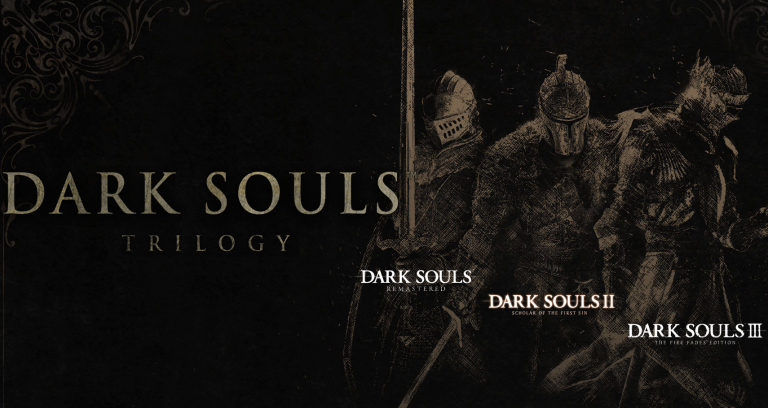 DARK SOULS
TRILOGY
DARK SOULS
REMASTERED
DARK SOULS II
SCHOLAR OF THE FIRST SIN
DARK SOULS III
THE FIRE FADES EDITION